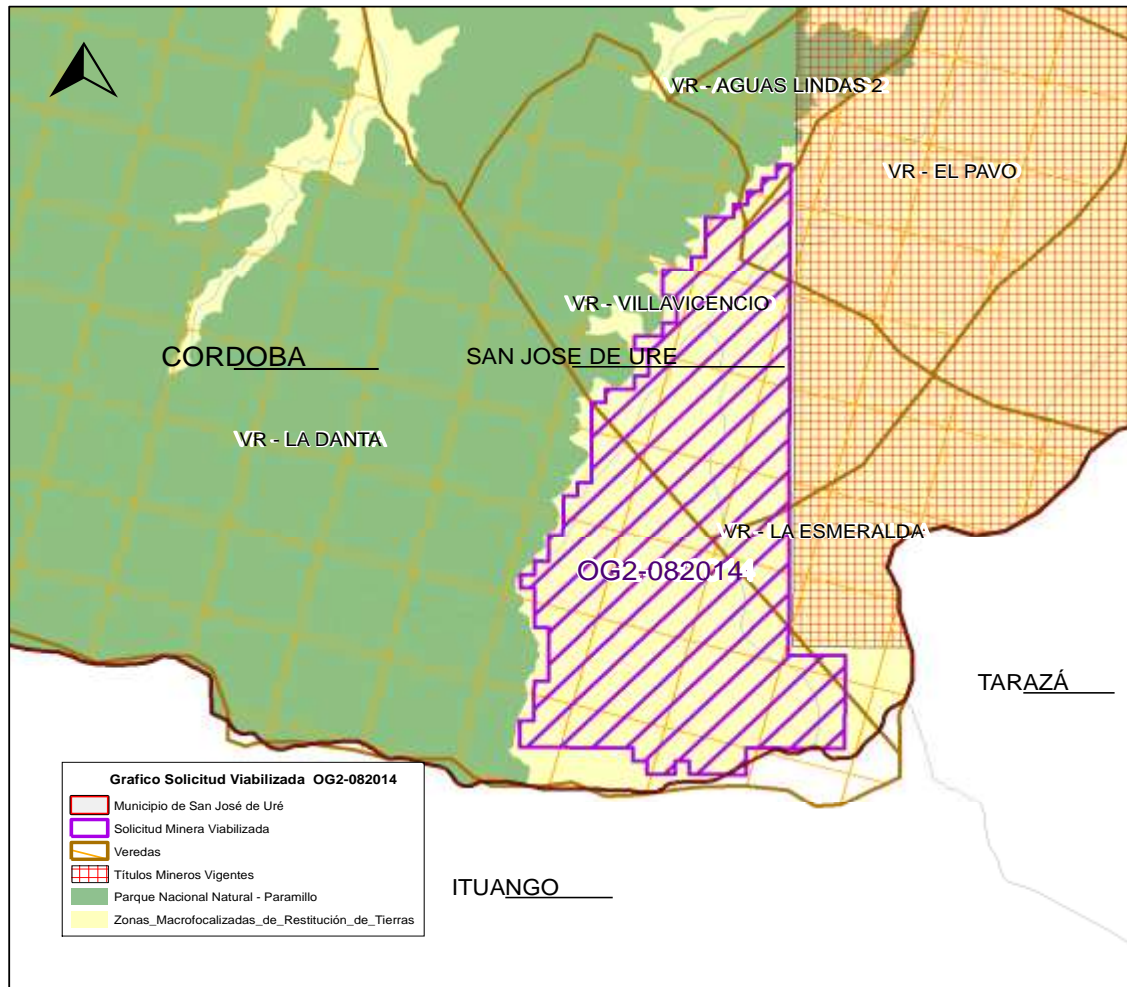 VR - AGUAS LINDAS 2
VR - EL PAVO
VR - VILLAVICENCIO
CORDOBA
SAN JOSE DE URE
VR - LA DANTA
VR - LA ESMERALDA
OG2-082014
TARAZÁ
ITUANGO
Grafico Solicitud Viabilizada OG2-082014
Municipio de San José de Uré
Solicitud Minera Viabilizada
Veredas
Títulos Mineros Vigentes
Parque Nacional Natural - Paramillo
Zonas_Macrofocalizadas_de_Restitución_de_Tierras